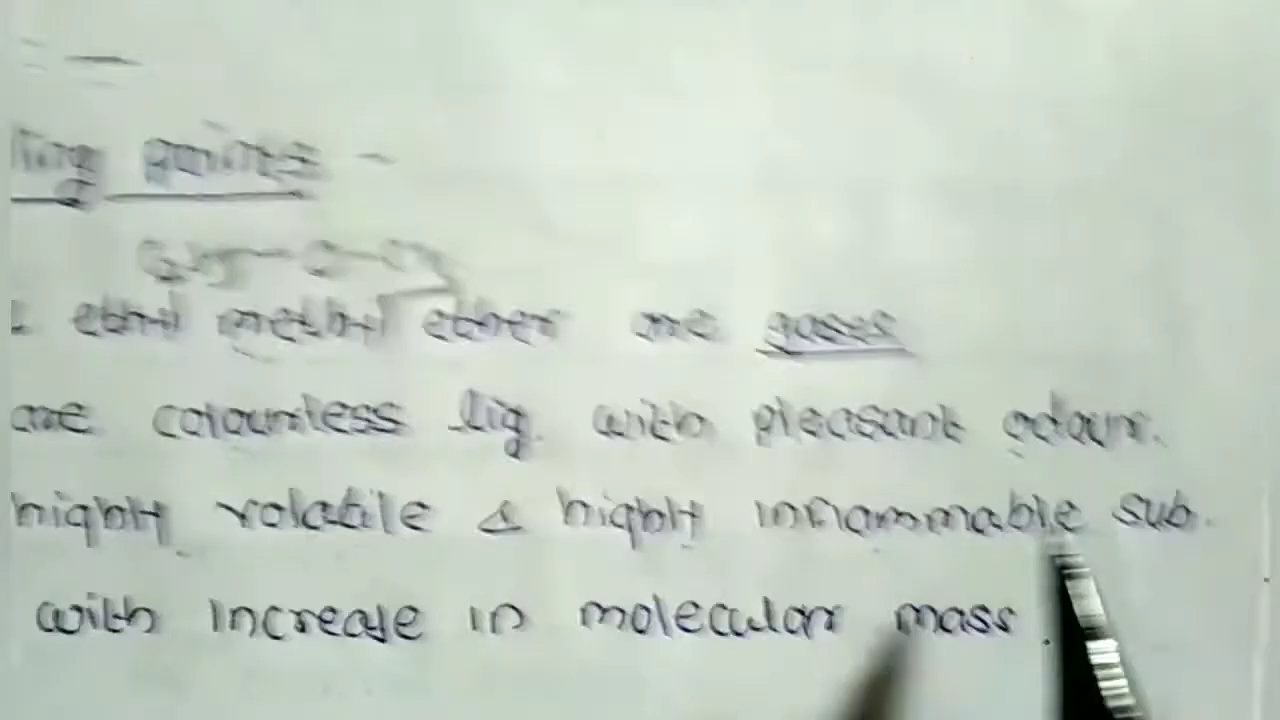 ling points -
& ethyl methyl ether are gases
are colourless liq. with pleasant odour.
highly volatile & highly inflammable sub.
with increase in molecular mass.